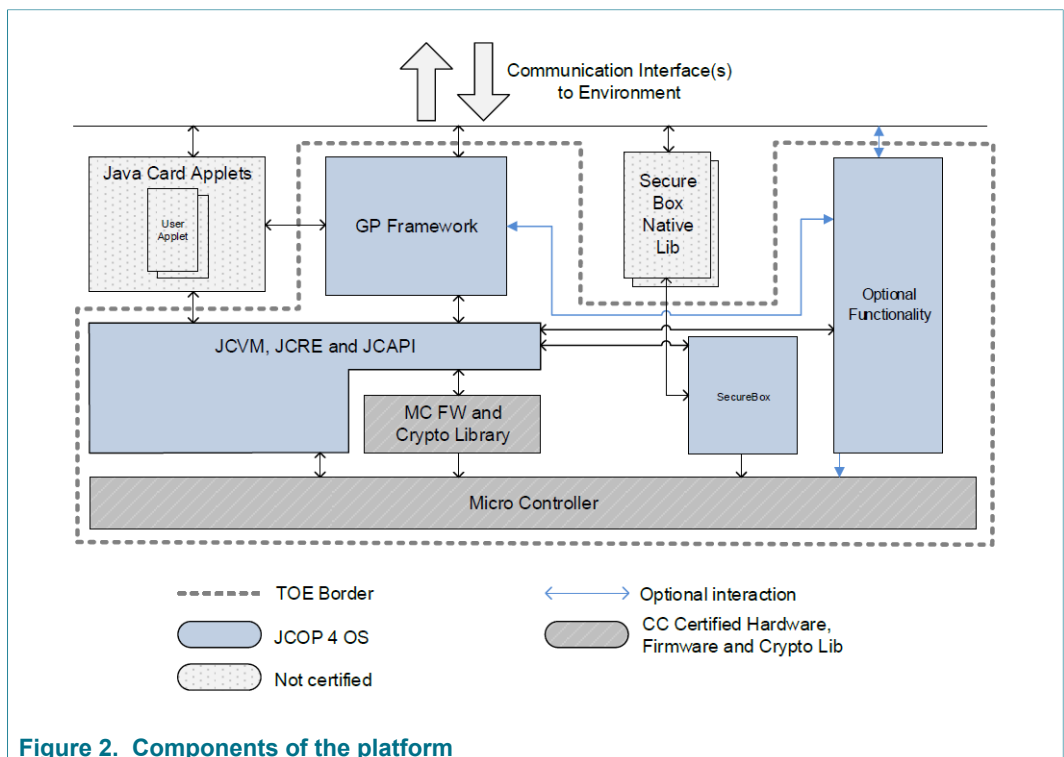 Communication Interface(s)
to Environment
Java Card Applets
User
Applet
GP Framework
Secure
Box
Native
Lib
Optional
Functionality
JCVM, JCRE and JCAPI
SecureBox
MC FW and
Crypto Library
Micro Controller
TOE Border
Optional interaction
JCOP 4 OS
CC Certified Hardware,
Firmware and Crypto Lib
Not certified
Figure 2. Components of the platform